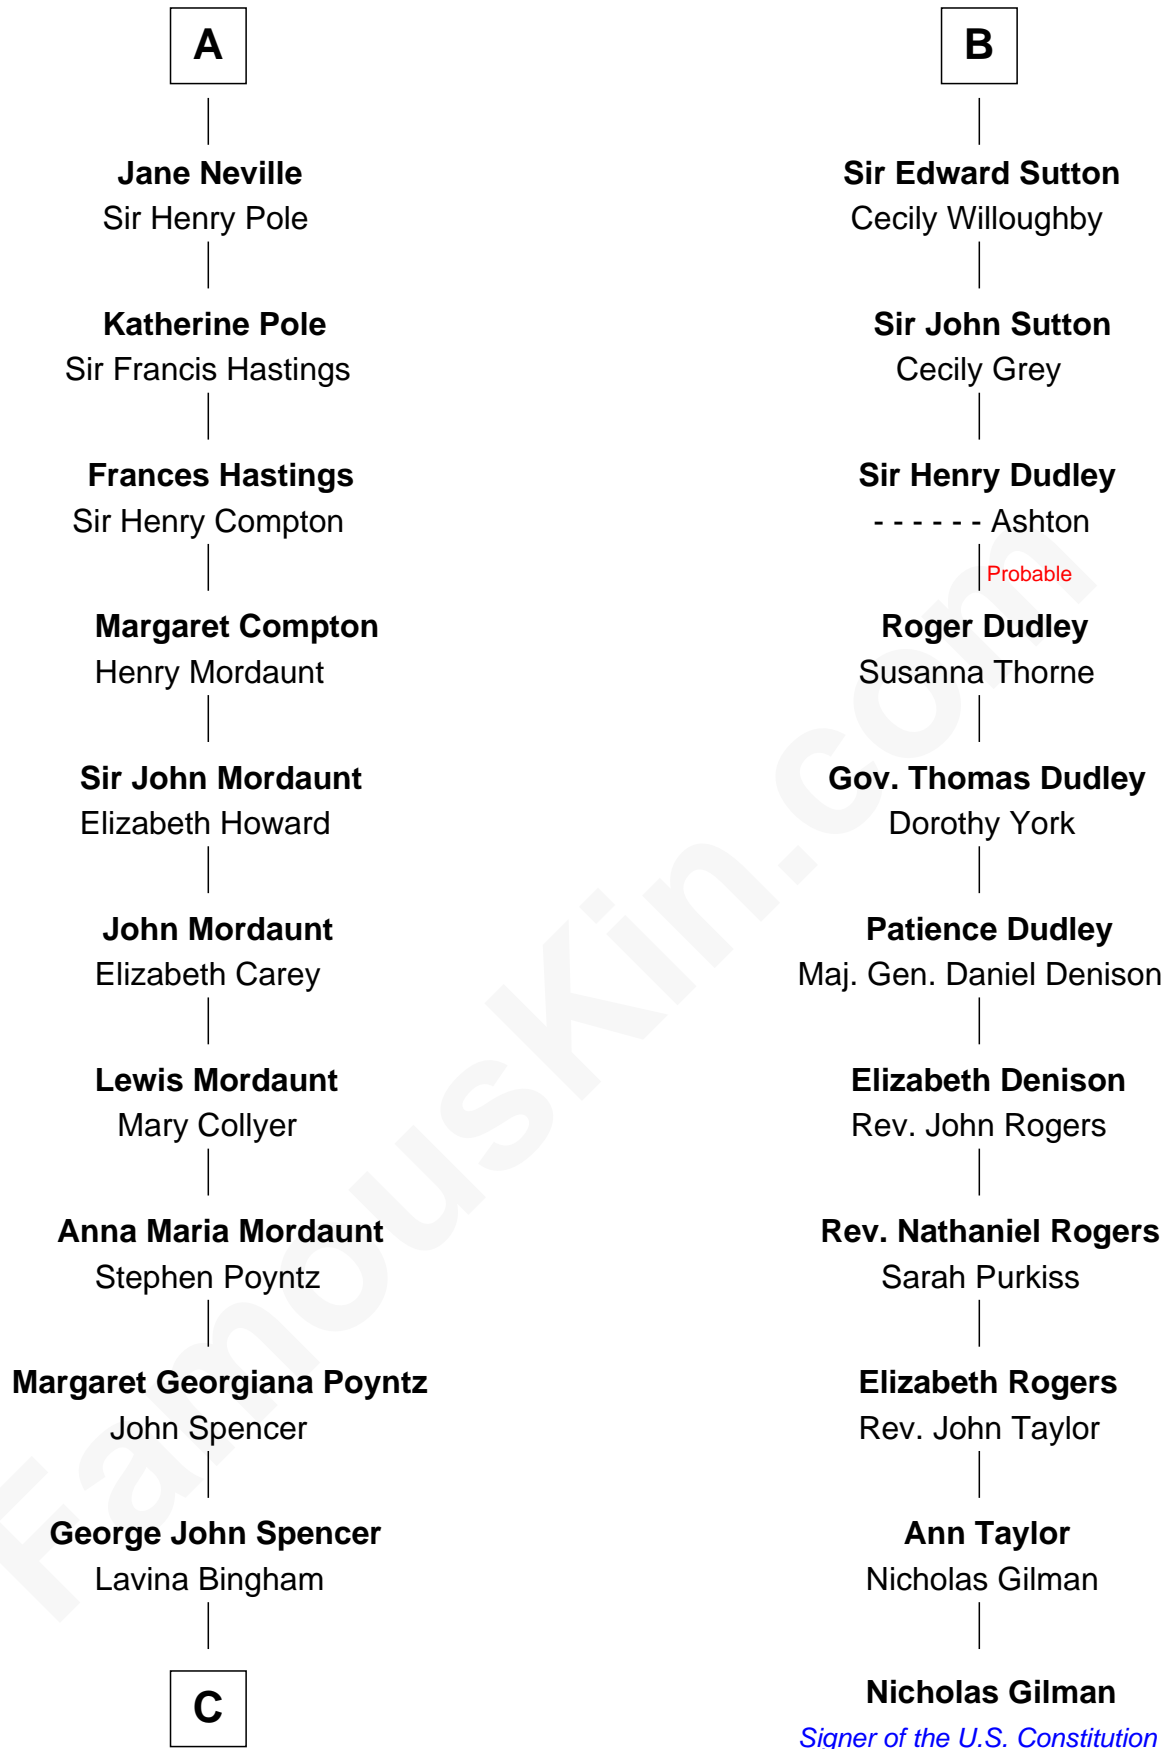 A
Jane Neville
Sir Henry Pole
Katherine Pole
Sir Francis Hastings
Frances Hastings
Sir Henry Compton
Margaret Compton
Henry Mordaunt
Sir John Mordaunt
Elizabeth Howard
John Mordaunt
Elizabeth Carey
Lewis Mordaunt
Mary Collyer
Anna Maria Mordaunt
Stephen Poyntz
Margaret Georgiana Poyntz
John Spencer
George John Spencer
Lavina Bingham
C
B
Sir Edward Sutton
Cecily Willoughby
Sir John Sutton
Cecily Grey
Sir Henry Dudley
- - - - - - Ashton
Probable
Roger Dudley
Susanna Thorne
Gov. Thomas Dudley
Dorothy York
Patience Dudley
Maj. Gen. Daniel Denison
Elizabeth Denison
Rev. John Rogers
Rev. Nathaniel Rogers
Sarah Purkiss
Elizabeth Rogers
Rev. John Taylor
Ann Taylor
Nicholas Gilman
Nicholas Gilman
Signer of the U.S. Constitution
FamousKin.com